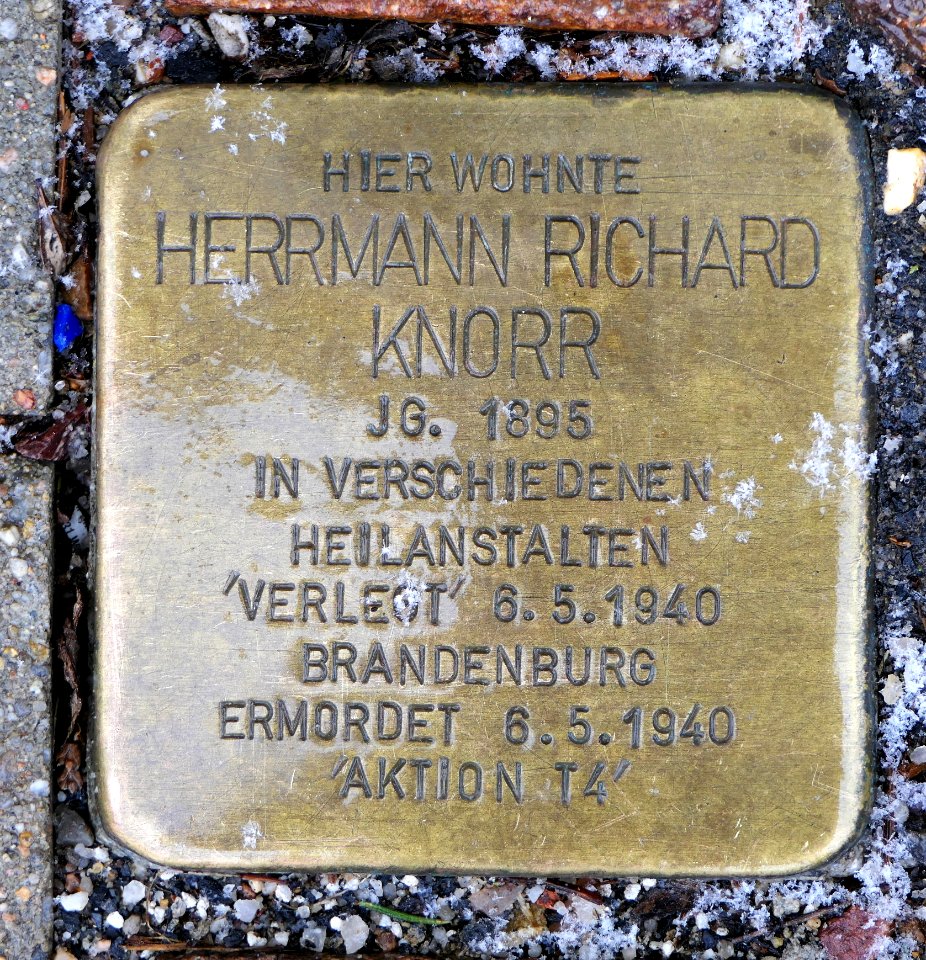 HIER WOHNTE
HERRMANN RICHARD
KNORR
JG. 1895
IN VERSCHIEDENEN
HEILANSTALTEN
'VERLEGT' 6.5.1940
BRANDENBURG
ERMORDET 6.5.1940
'AKTION T4'